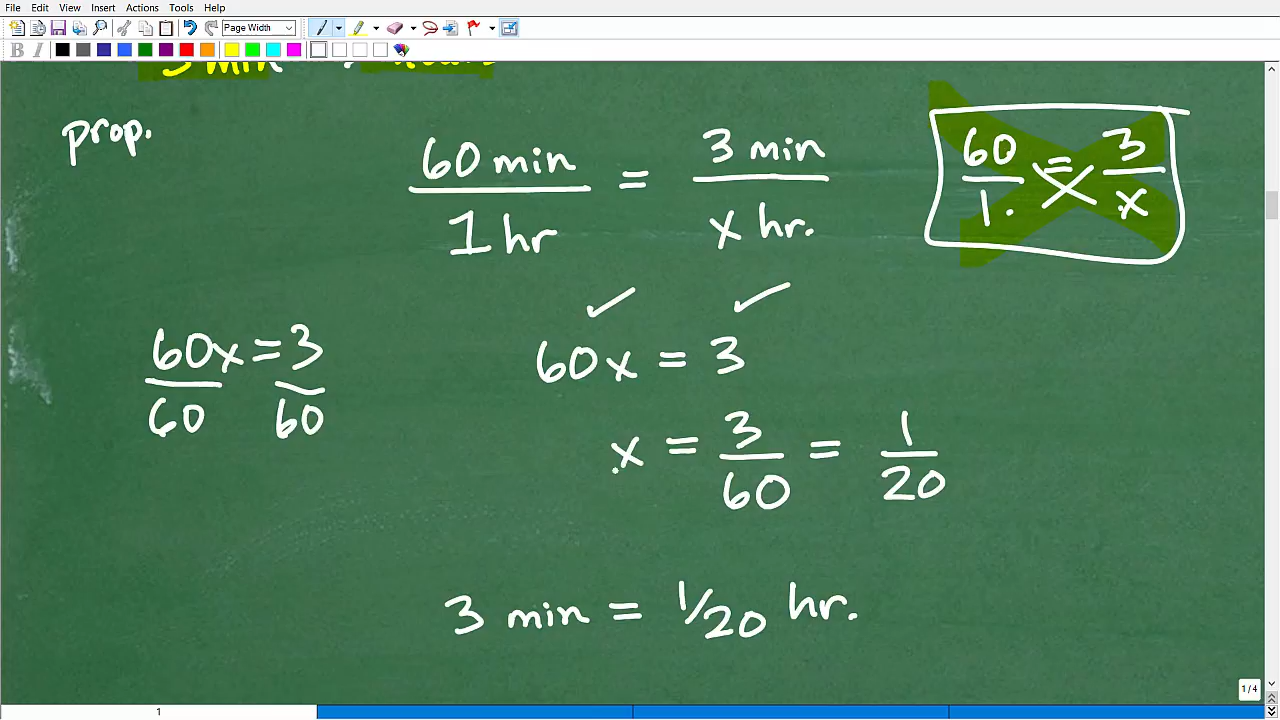 File Edit View Insert Actions Tools Help
Page Width
B I
3 min
prop.
60 min / 1 hr = 3 min / x hr.
60 / 1 = 3 / x
60x = 3
60x / 60 = 3 / 60
x = 3/60 = 1/20
3 min = 1/20 hr.
1/4
1